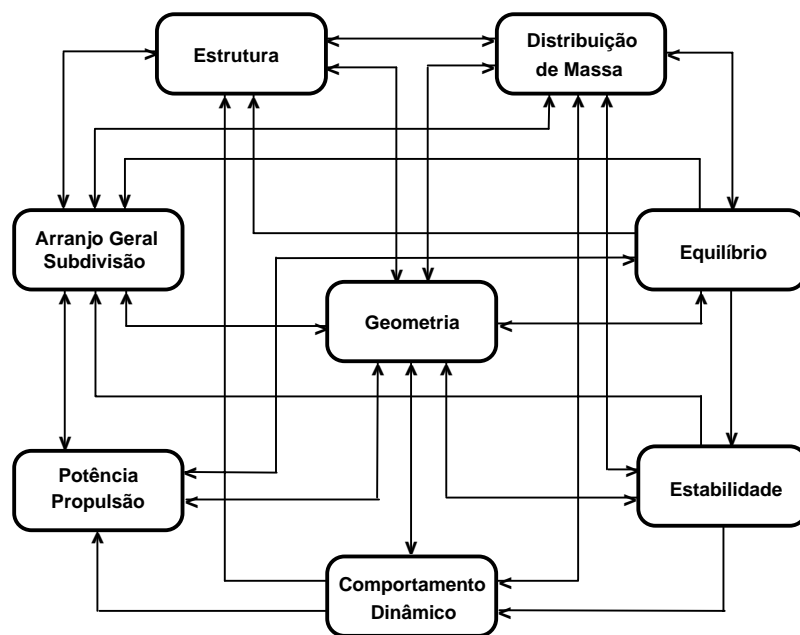 Estrutura
Distribuição
de Massa
Arranjo Geral
Subdivisão
Equilíbrio
Geometria
Potência
Propulsão
Estabilidade
Comportamento
Dinâmico